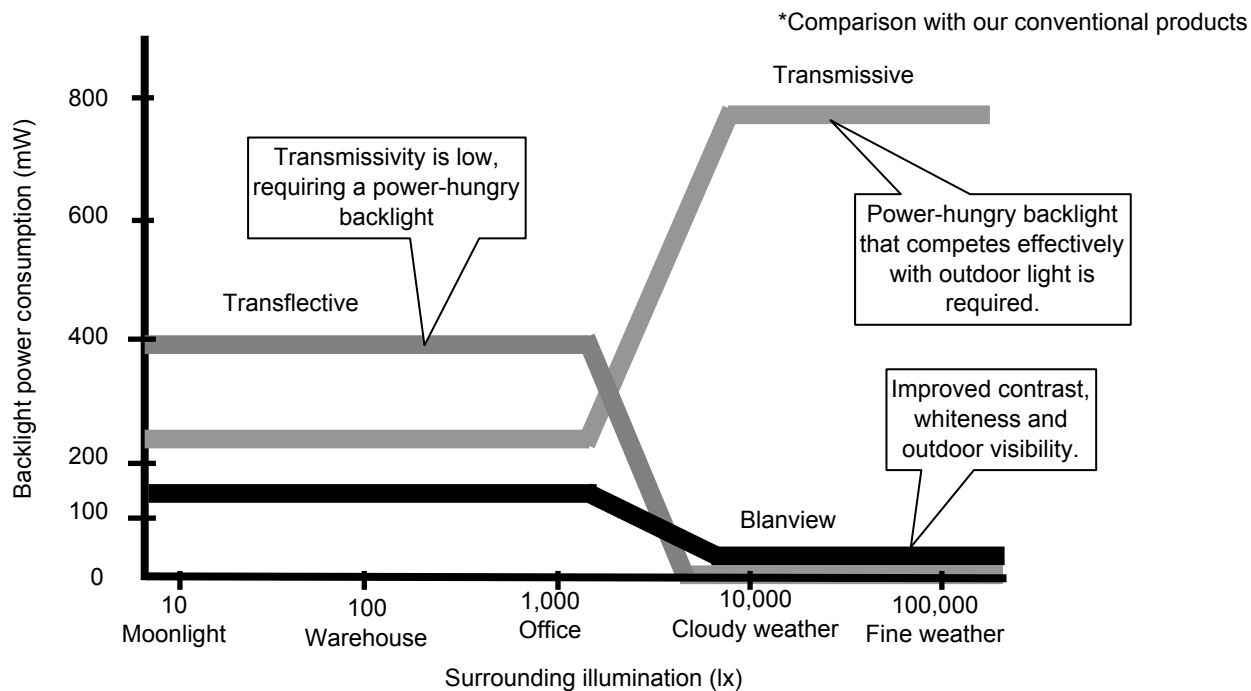 *Comparison with our conventional products
Transmissive
Backlight power consumption (mW)
800
600
400
200
100
0
Transmissivity is low,
requiring a power-hungry
backlight
Power-hungry backlight
that competes effectively
with outdoor light is
required.
Transflective
Improved contrast,
whiteness and
outdoor visibility.
Blanview
10
100
1,000
10,000
100,000
Moonlight
Warehouse
Office
Cloudy weather
Fine weather
Surrounding illumination (lx)